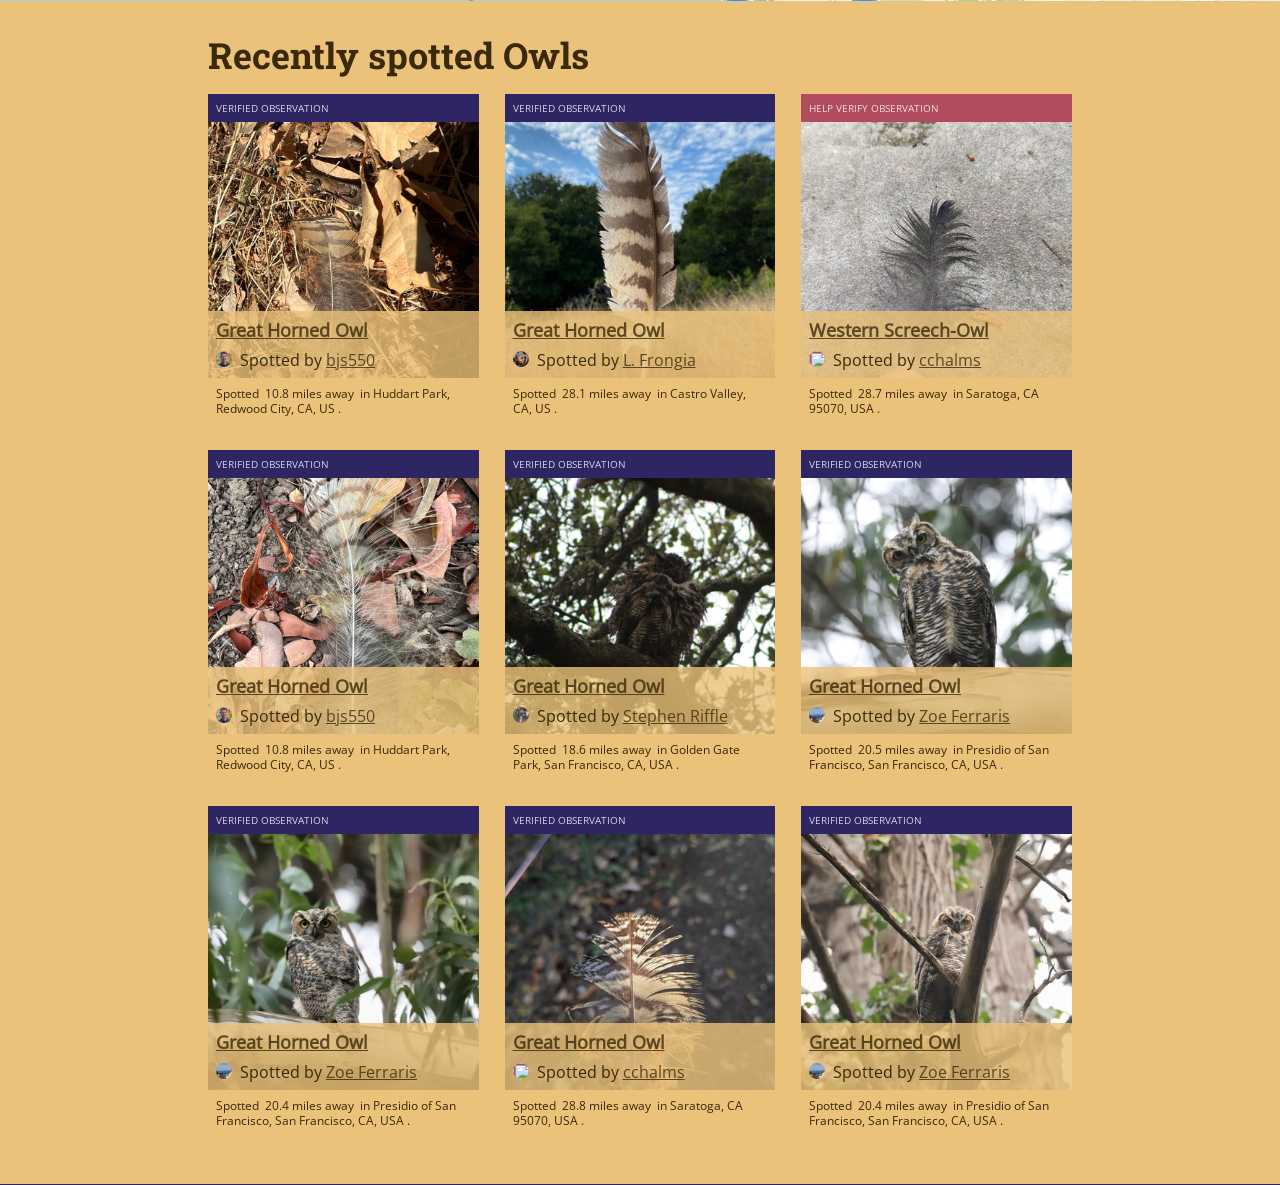 Recently spotted Owls
VERIFIED OBSERVATION
Great Horned Owl
Spotted by bjs550
Spotted 10.8 miles away in Huddart Park,
Redwood City, CA, US .
VERIFIED OBSERVATION
Great Horned Owl
Spotted by L. Frongia
Spotted 28.1 miles away in Castro Valley,
CA, US .
HELP VERIFY OBSERVATION
Western Screech-Owl
Spotted by cchalms
Spotted 28.7 miles away in Saratoga, CA
95070, USA .
VERIFIED OBSERVATION
Great Horned Owl
Spotted by bjs550
Spotted 10.8 miles away in Huddart Park,
Redwood City, CA, US .
VERIFIED OBSERVATION
Great Horned Owl
Spotted by Stephen Riffle
Spotted 18.6 miles away in Golden Gate
Park, San Francisco, CA, USA .
VERIFIED OBSERVATION
Great Horned Owl
Spotted by Zoe Ferraris
Spotted 20.5 miles away in Presidio of San
Francisco, San Francisco, CA, USA .
VERIFIED OBSERVATION
Great Horned Owl
Spotted by Zoe Ferraris
Spotted 20.4 miles away in Presidio of San
Francisco, San Francisco, CA, USA .
VERIFIED OBSERVATION
Great Horned Owl
Spotted by cchalms
Spotted 28.8 miles away in Saratoga, CA
95070, USA .
VERIFIED OBSERVATION
Great Horned Owl
Spotted by Zoe Ferraris
Spotted 20.4 miles away in Presidio of San
Francisco, San Francisco, CA, USA .